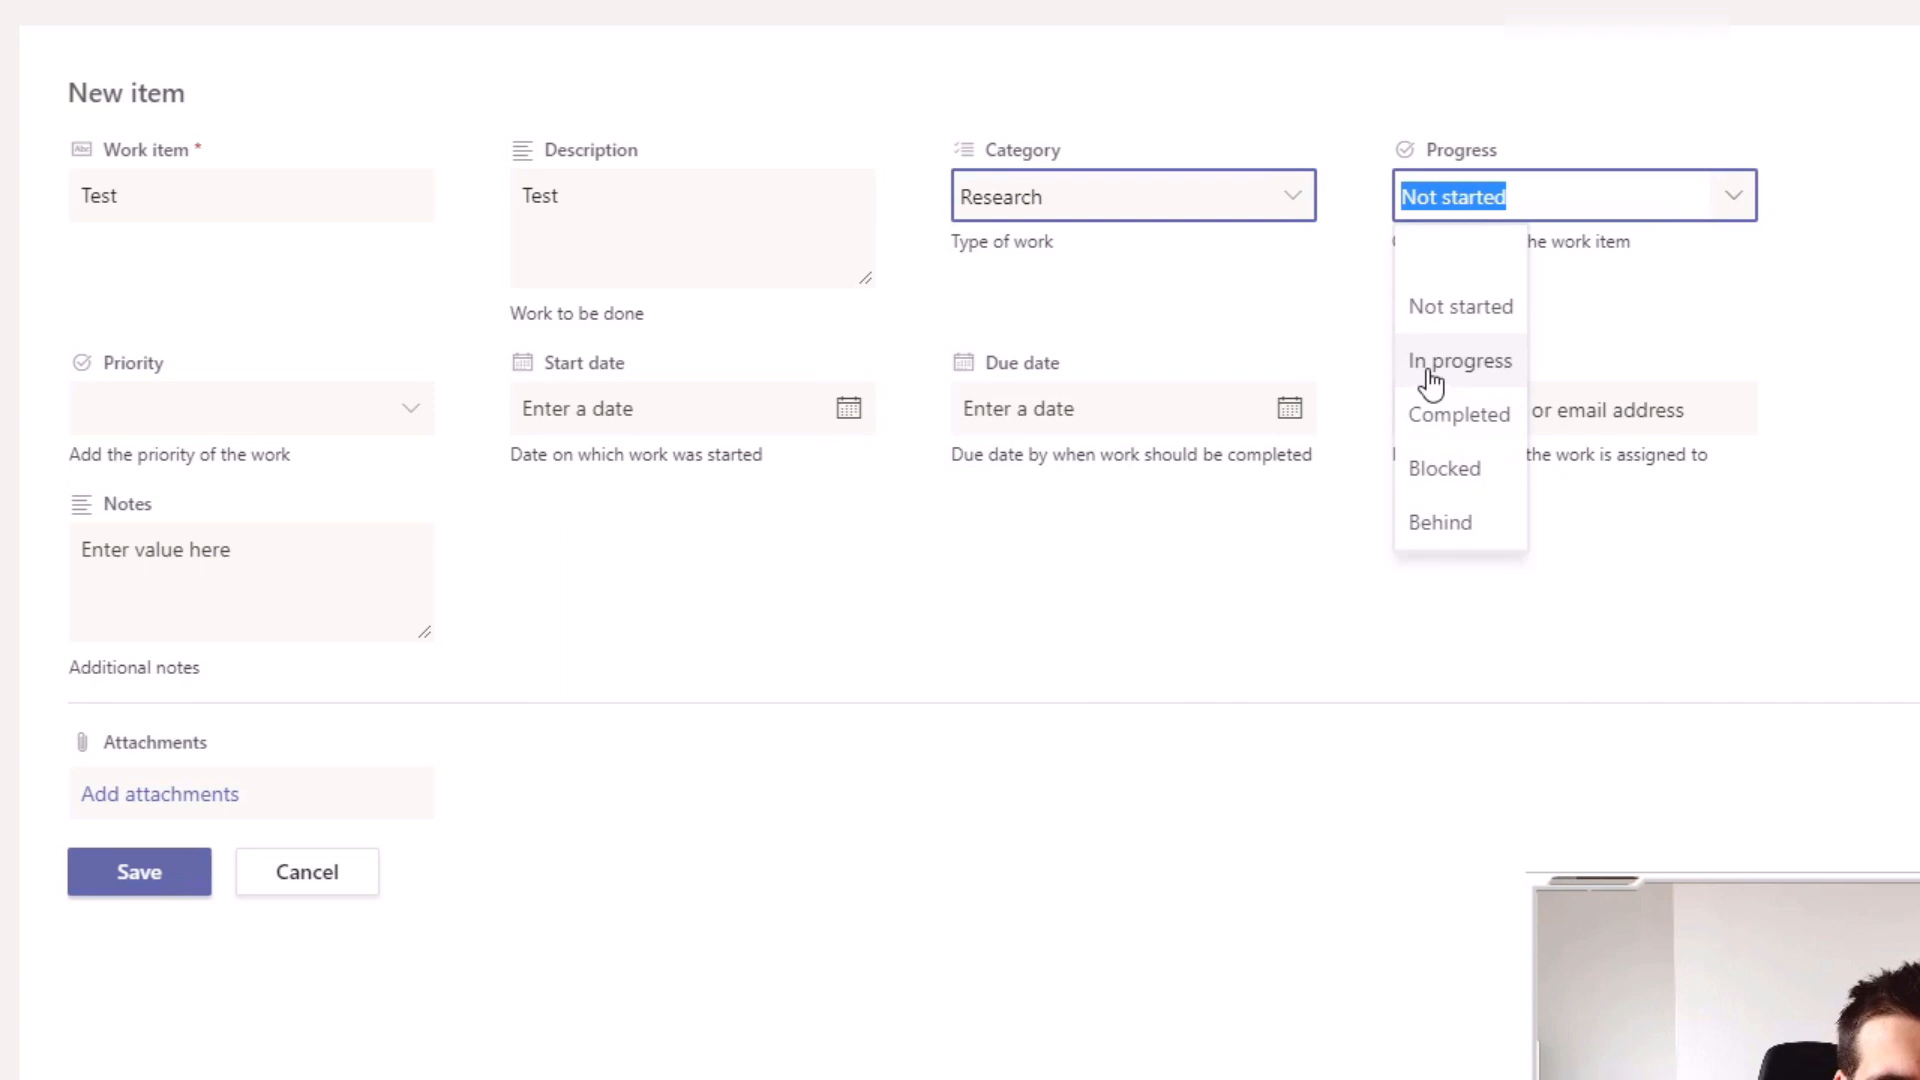 New item
Abc Work item *
Test
Description
Test
Work to be done
Category
Research
Type of work
Progress
Not started
he work item
Not started
In progress
Completed
Blocked
Behind
Priority
Add the priority of the work
Start date
Enter a date
Date on which work was started
Due date
Enter a date
Due date by when work should be completed
or email address
the work is assigned to
Notes
Enter value here
Additional notes
Attachments
Add attachments
Save
Cancel